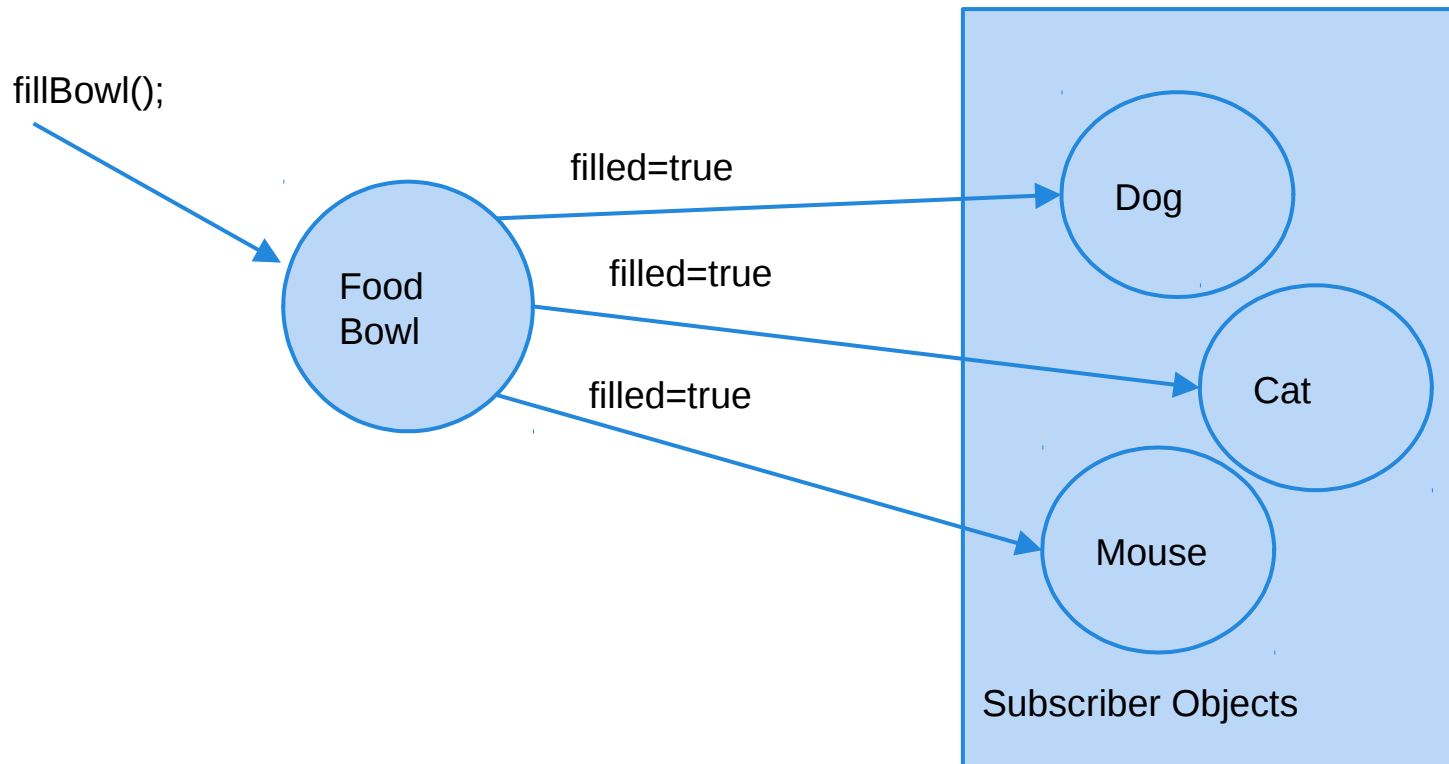 fillBowl();
filled=true
Dog
filled=true
Food
Bowl
Cat
filled=true
Mouse
Subscriber Objects